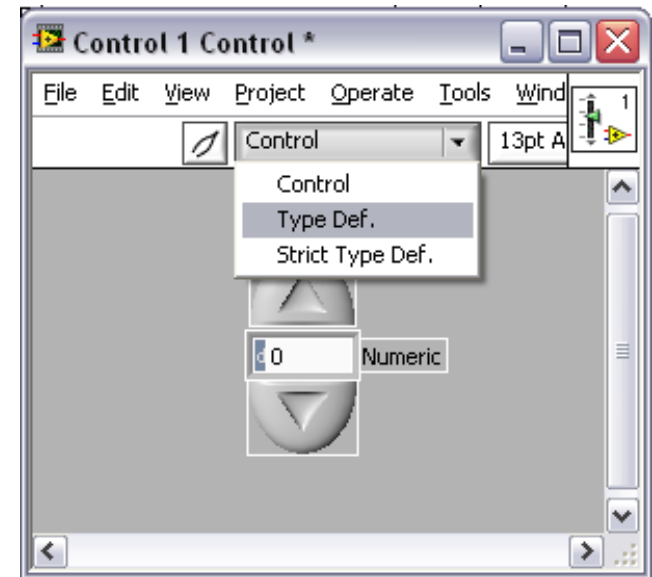 Control 1 Control *
File Edit View Project Operate Tools Wind
1
Control
13pt A
Control
Type Def.
Strict Type Def.
0 Numeric